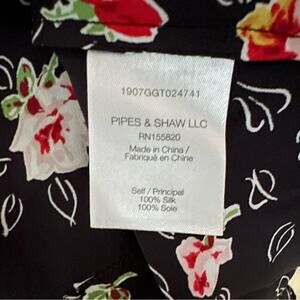 1907GGT024741
PIPES & SHAW LLC
RN155820
Made in China /
Fabriqué en Chine
Self / Principal
100% Silk
100% Soie